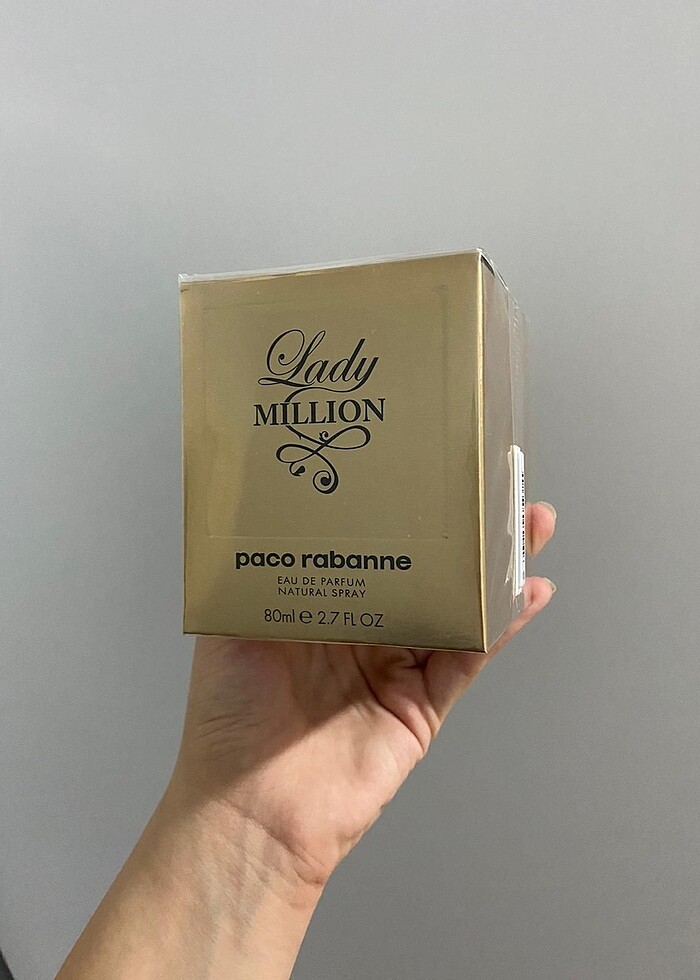 Lady
MILLION
paco rabanne
EAU DE PARFUM
NATURAL SPRAY
80ml ℮ 2.7 FL OZ